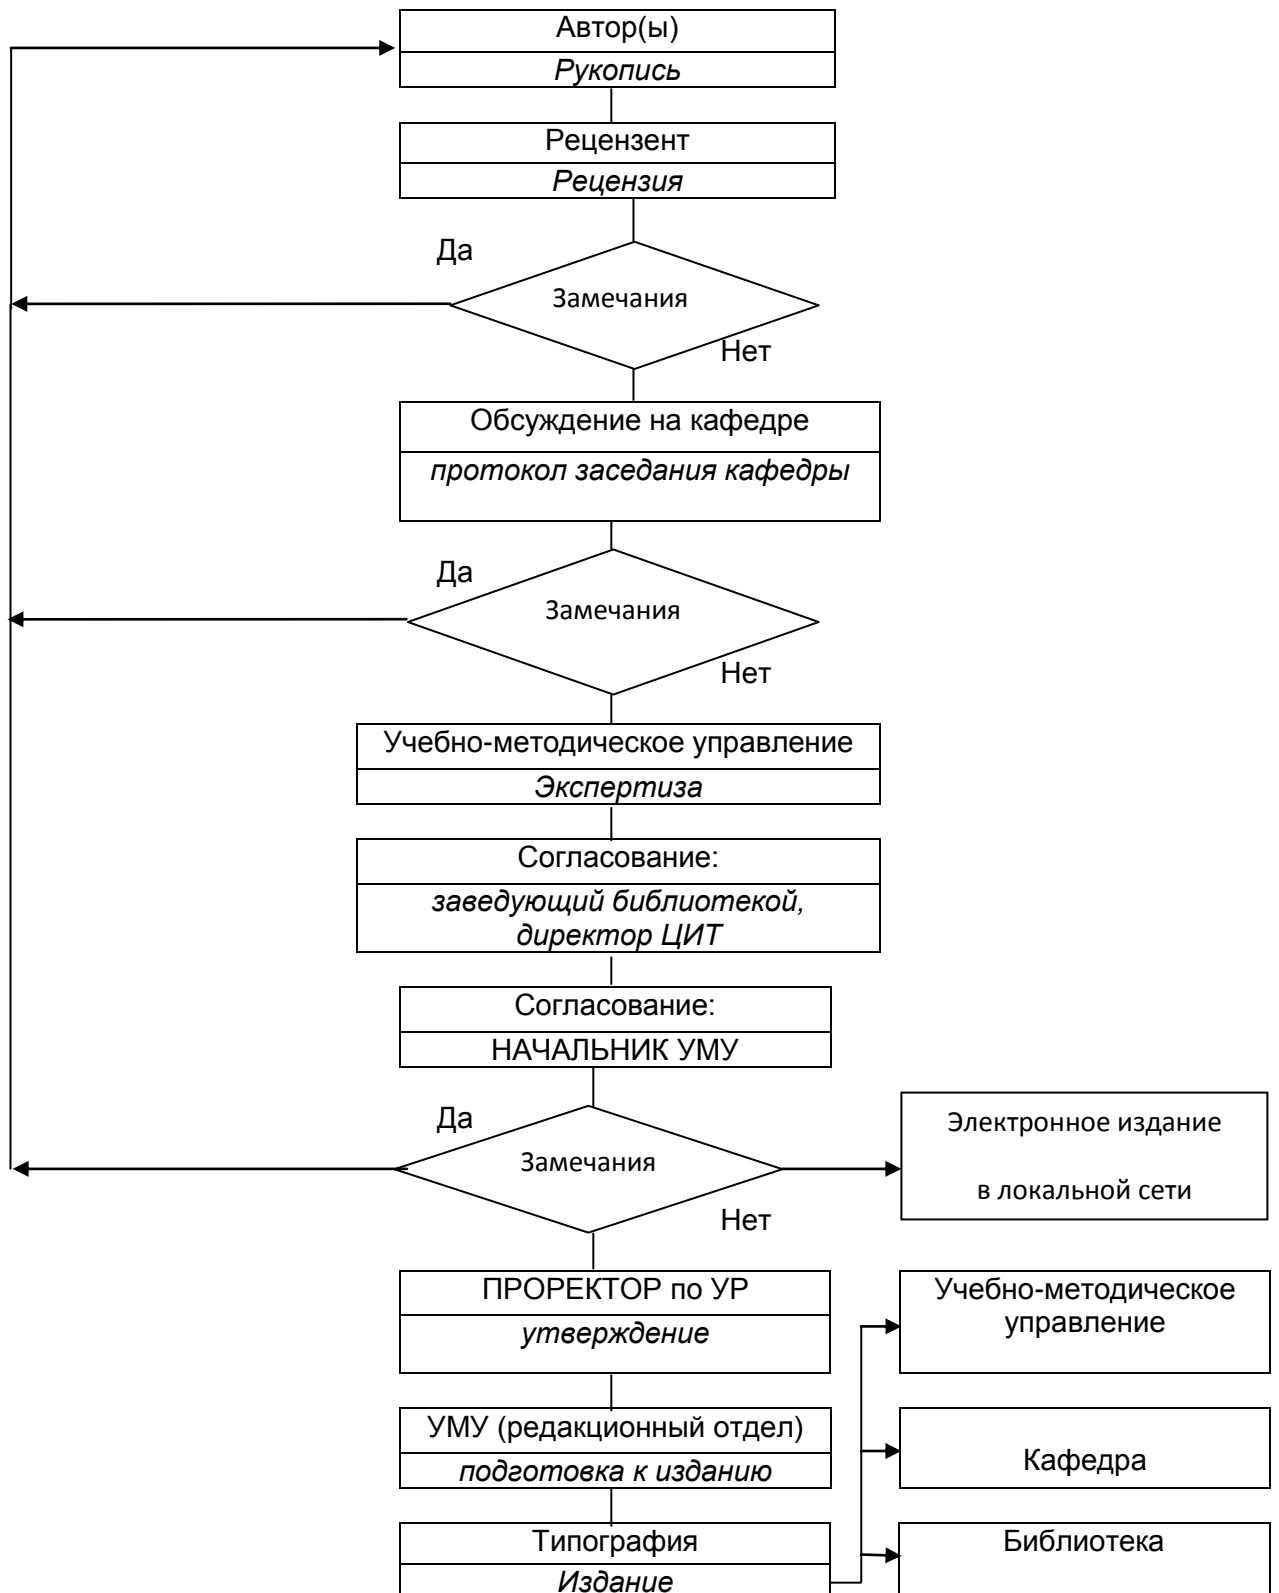 Автор(ы)
Рукопись
Рецензент
Рецензия
Да
Замечания
Нет
Обсуждение на кафедре
протокол заседания кафедры
Да
Замечания
Нет
Учебно-методическое управление
Экспертиза
Согласование:
заведующий библиотекой,
директор ЦИТ
Согласование:
НАЧАЛЬНИК УМУ
Да
Замечания
Нет
Электронное издание
в локальной сети
ПРОРЕКТОР по УР
утверждение
Учебно-методическое
управление
УМУ (редакционный отдел)
подготовка к изданию
Кафедра
Типография
Издание
Библиотека